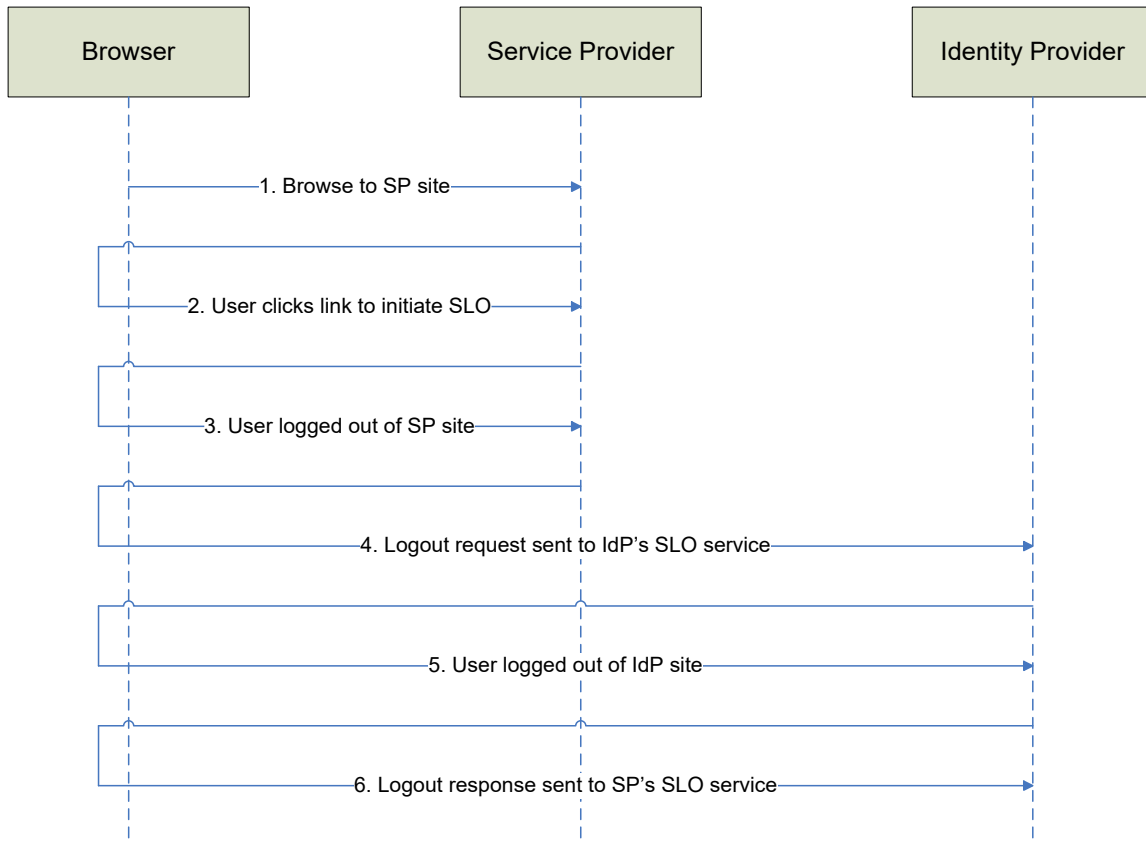 Browser
Service Provider
Identity Provider
1. Browse to SP site
2. User clicks link to initiate SLO
3. User logged out of SP site
4. Logout request sent to IdP’s SLO service
5. User logged out of IdP site
6. Logout response sent to SP’s SLO service